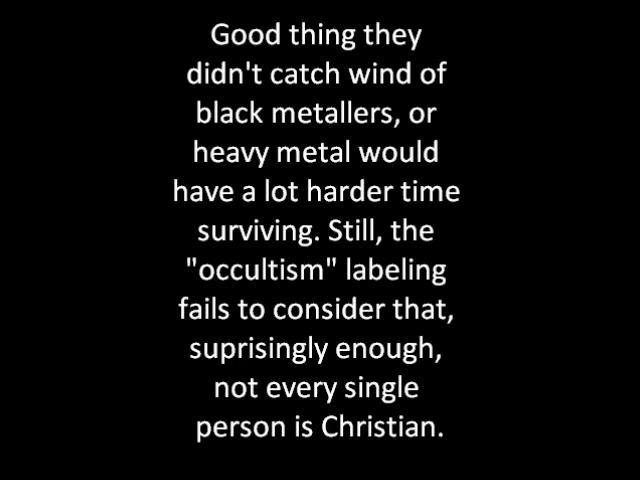 Good thing they
didn't catch wind of
black metallers, or
heavy metal would
have a lot harder time
surviving. Still, the
"occultism" labeling
fails to consider that,
suprisingly enough,
not every single
person is Christian.